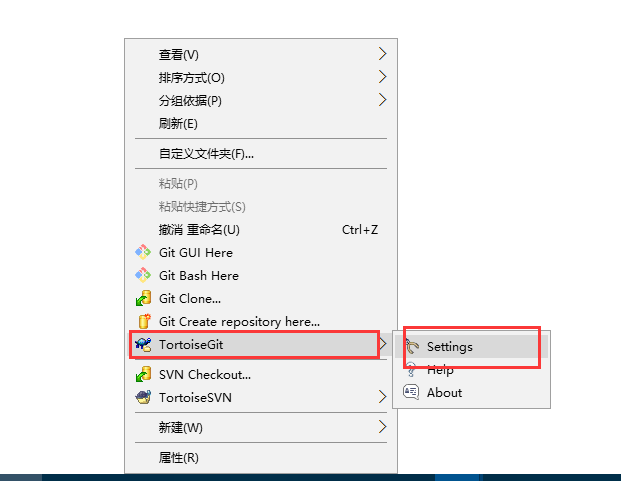 查看(V)
排序方式(O)
分组依据(P)
刷新(E)
自定义文件夹(F)...
粘贴(P)
粘贴快捷方式(S)
撤消 重命名(U) Ctrl+Z
Git GUI Here
Git Bash Here
Git Clone...
Git Create repository here...
TortoiseGit
SVN Checkout...
TortoiseSVN
新建(W)
属性(R)
Settings
Help
About